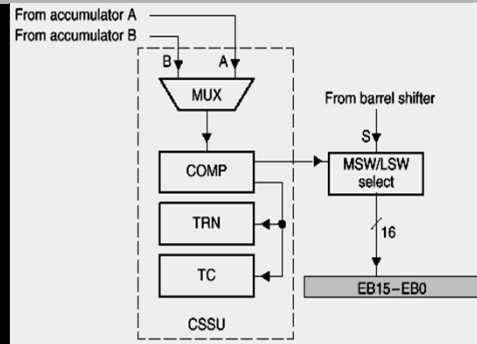 From accumulator A
From accumulator B
B
A
MUX
From barrel shifter
S
COMP
MSW/LSW
select
TRN
16
TC
EB15–EB0
CSSU